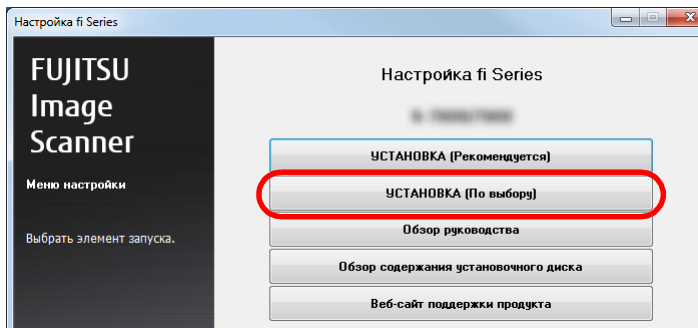 Настройка fi Series
FUJITSU
Image
Scanner
Меню настройки
Выбрать элемент запуска.
Настройка fi Series
УСТАНОВКА (Рекомендуется)
УСТАНОВКА (По выбору)
Обзор руководства
Обзор содержания установочного диска
Веб-сайт поддержки продукта